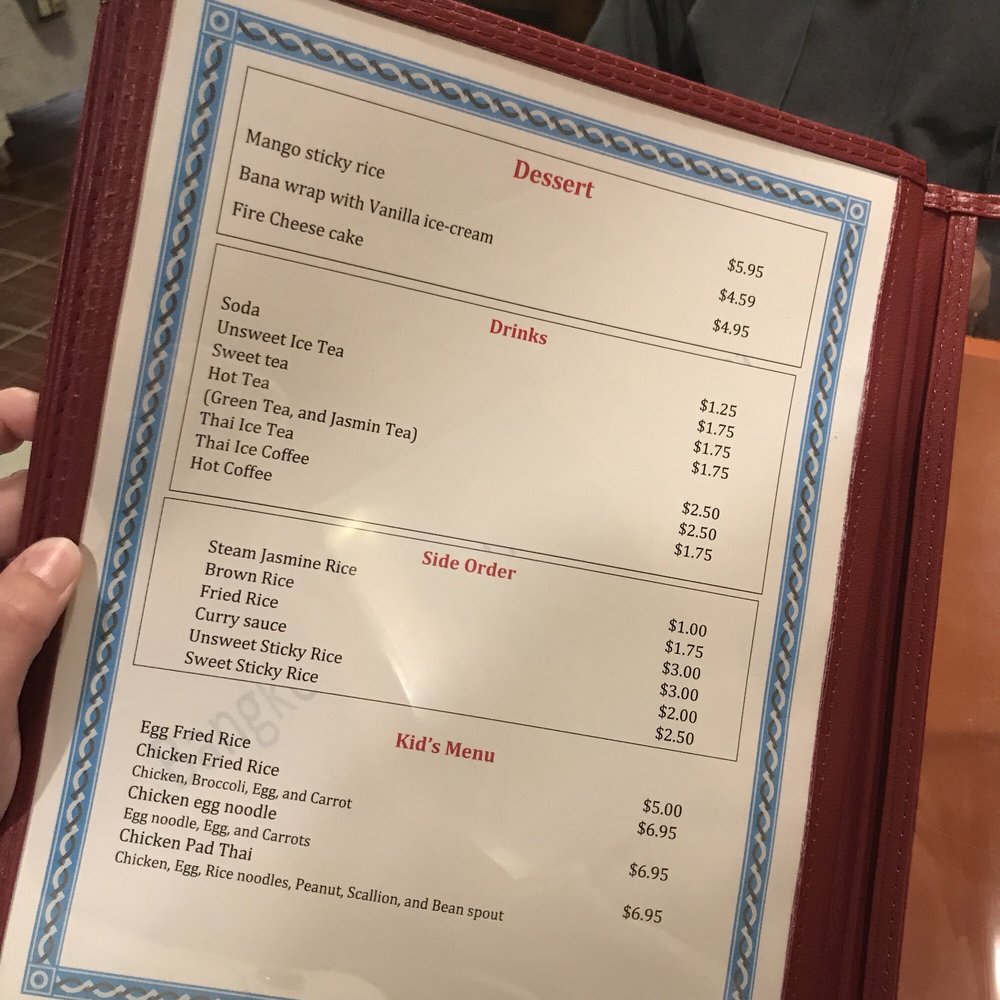 Dessert
Mango sticky rice $5.95
Bana wrap with Vanilla ice-cream $4.59
Fire Cheese cake $4.95
Drinks
Soda $1.25
Unsweet Ice Tea $1.75
Sweet tea $1.75
Hot Tea $1.75
(Green Tea, and Jasmin Tea)
Thai Ice Tea $2.50
Thai Ice Coffee $2.50
Hot Coffee $1.75
Side Order
Steam Jasmine Rice $1.00
Brown Rice $1.75
Fried Rice $3.00
Curry sauce $3.00
Unsweet Sticky Rice $2.00
Sweet Sticky Rice $2.50
Kid's Menu
Egg Fried Rice $5.00
Chicken Fried Rice $6.95
Chicken, Broccoli, Egg, and Carrot
Chicken egg noodle $6.95
Egg noodle, Egg, and Carrots
Chicken Pad Thai $6.95
Chicken, Egg, Rice noodles, Peanut, Scallion, and Bean spout